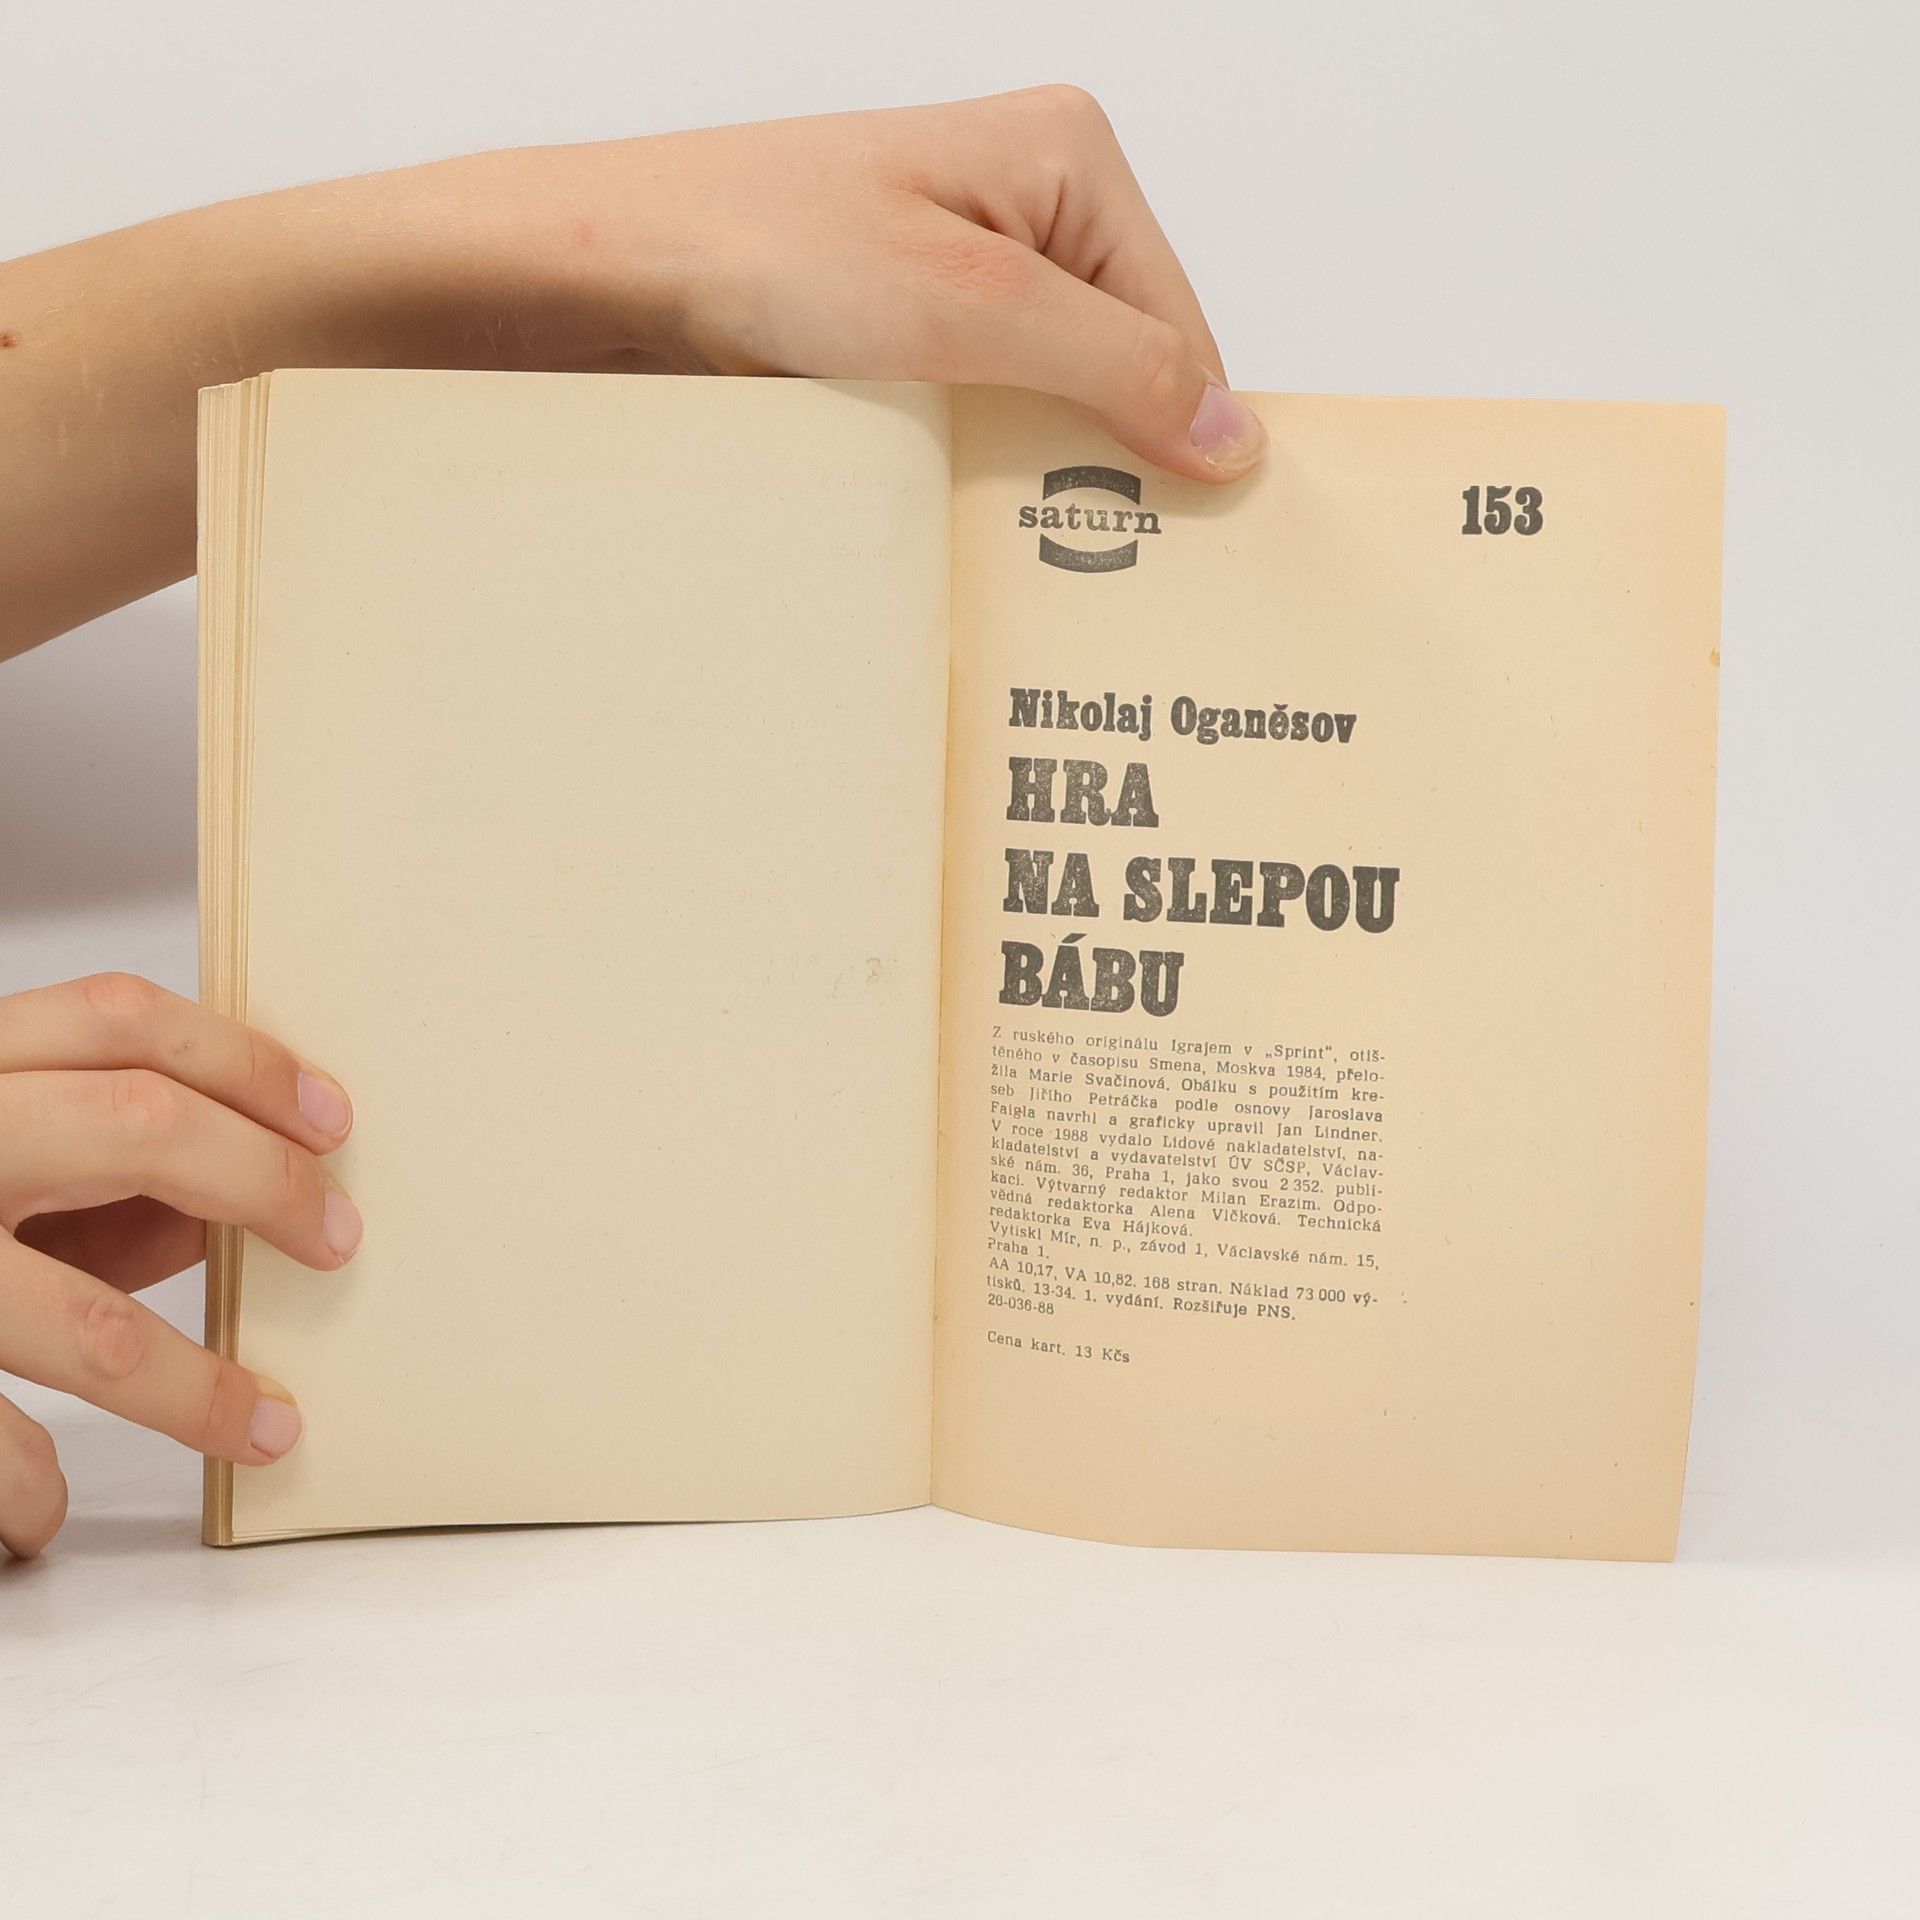 saturn
153
Nikolaj Oganěsov
HRA
NA SLEPOU
BÁBU
Z ruského originálu Igrajem v „Sprint“, otiš-
těného v časopisu Smena, Moskva 1984, přelo-
žila Marie Svačinová. Obálku s použitím kre-
seb Jiřího Petráčka podle osnovy Jaroslava
Faigla navrhl a graficky upravil Jan Lindner.
V roce 1988 vydalo Lidové nakladatelství, na-
kladatelství a vydavatelství ÚV SČSP, Václav-
ské nám. 36, Praha 1, jako svou 2 352. publi-
kaci. Výtvarný redaktor Milan Erazim. Odpo-
vědná redaktorka Alena Vlčková. Technická
redaktorka Eva Hájková.
Vytiskl Mír, n. p., závod 1, Václavské nám. 15,
Praha 1.
AA 10,17, VA 10,82. 168 stran. Náklad 73 000 vý-
tisků. 13-34. 1. vydání. Rozšiřuje PNS.
26-036-88
Cena kart. 13 Kčs